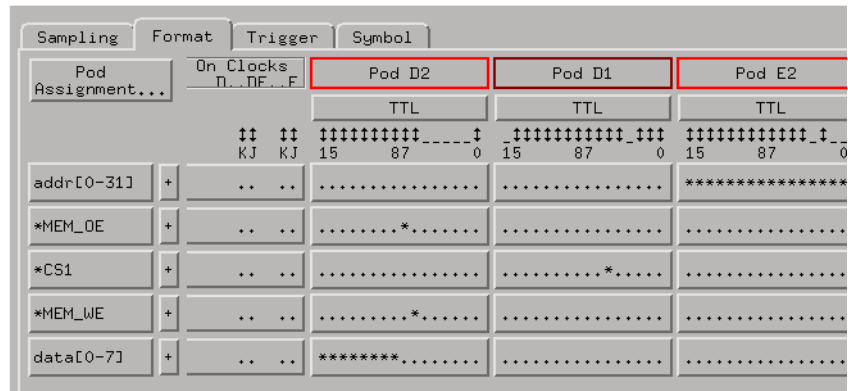 Sampling Format Trigger Symbol
Pod Assignment... On Clocks Pod D2 Pod D1 Pod E2
TTL TTL TTL
KJ KJ 15 87 0 15 87 0 15 87 0
addr[0-31] + .. .. ................ ................ ****************
*MEM_OE + .. .. ........*....... ................ ................
*CS1 + .. .. ................ ..........*..... ................
*MEM_WE + .. .. .........*...... ................ ................
data[0-7] + .. .. ********........ ................ ................